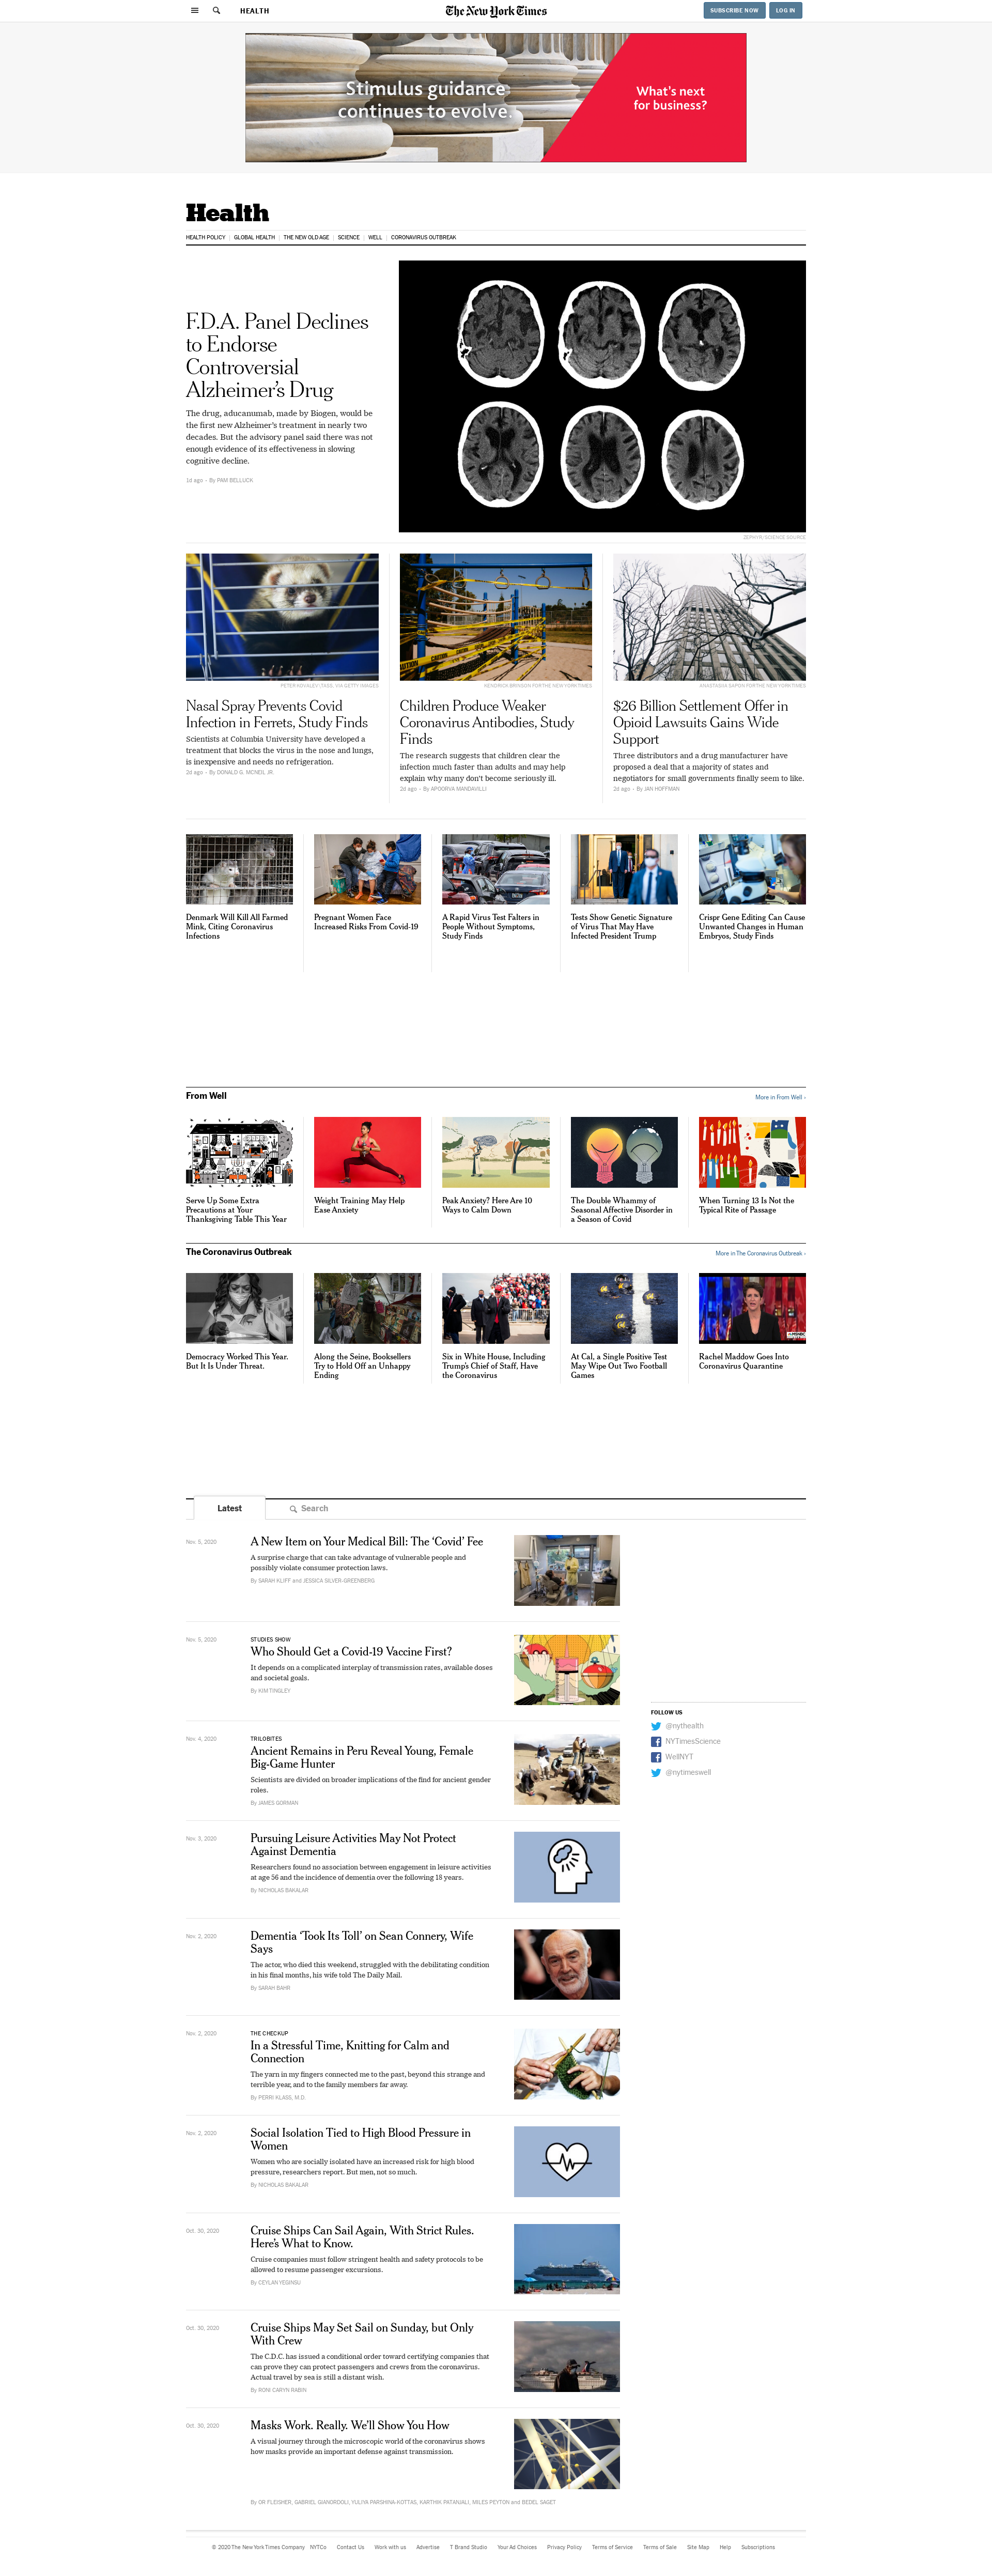 HEALTH
The New York Times
SUBSCRIBE NOW
LOG IN
Stimulus guidance
continues to evolve.
What's next
for business?
Health
HEALTH POLICY
GLOBAL HEALTH
THE NEW OLD AGE
SCIENCE
WELL
CORONAVIRUS OUTBREAK
F.D.A. Panel Declines
to Endorse
Controversial
Alzheimer's Drug
The drug, aducanumab, made by Biogen, would be
the first new Alzheimer's treatment in nearly two
decades. But the advisory panel said there was not
enough evidence of its effectiveness in slowing
cognitive decline.
1d ago - By PAM BELLUCK
ZEPHYR/SCIENCE SOURCE
PETER KOVALEV\TASS, VIA GETTY IMAGES
Nasal Spray Prevents Covid
Infection in Ferrets, Study Finds
Scientists at Columbia University have developed a
treatment that blocks the virus in the nose and lungs,
is inexpensive and needs no refrigeration.
2d ago - By DONALD G. MCNEIL JR.
KENDRICK BRINSON FOR THE NEW YORK TIMES
Children Produce Weaker
Coronavirus Antibodies, Study
Finds
The research suggests that children clear the
infection much faster than adults and may help
explain why many don't become seriously ill.
2d ago - By APOORVA MANDAVILLI
ANASTASIIA SAPON FOR THE NEW YORK TIMES
$26 Billion Settlement Offer in
Opioid Lawsuits Gains Wide
Support
Three distributors and a drug manufacturer have
proposed a deal that a majority of states and
negotiators for small governments finally seem to like.
2d ago - By JAN HOFFMAN
Denmark Will Kill All Farmed
Mink, Citing Coronavirus
Infections
Pregnant Women Face
Increased Risks From Covid-19
A Rapid Virus Test Falters in
People Without Symptoms,
Study Finds
Tests Show Genetic Signature
of Virus That May Have
Infected President Trump
Crispr Gene Editing Can Cause
Unwanted Changes in Human
Embryos, Study Finds
From Well
More in From Well ›
Serve Up Some Extra
Precautions at Your
Thanksgiving Table This Year
Weight Training May Help
Ease Anxiety
Peak Anxiety? Here Are 10
Ways to Calm Down
The Double Whammy of
Seasonal Affective Disorder in
a Season of Covid
When Turning 13 Is Not the
Typical Rite of Passage
The Coronavirus Outbreak
More in The Coronavirus Outbreak ›
Democracy Worked This Year.
But It Is Under Threat.
Along the Seine, Booksellers
Try to Hold Off an Unhappy
Ending
Six in White House, Including
Trump's Chief of Staff, Have
the Coronavirus
At Cal, a Single Positive Test
May Wipe Out Two Football
Games
Rachel Maddow Goes Into
Coronavirus Quarantine
Latest
Search
Nov. 5, 2020
A New Item on Your Medical Bill: The 'Covid' Fee
A surprise charge that can take advantage of vulnerable people and
possibly violate consumer protection laws.
By SARAH KLIFF and JESSICA SILVER-GREENBERG
Nov. 5, 2020
STUDIES SHOW
Who Should Get a Covid-19 Vaccine First?
It depends on a complicated interplay of transmission rates, available doses
and societal goals.
By KIM TINGLEY
FOLLOW US
@nythealth
NYTimesScience
WellNYT
@nytimeswell
Nov. 4, 2020
TRILOBITES
Ancient Remains in Peru Reveal Young, Female
Big-Game Hunter
Scientists are divided on broader implications of the find for ancient gender
roles.
By JAMES GORMAN
Nov. 3, 2020
Pursuing Leisure Activities May Not Protect
Against Dementia
Researchers found no association between engagement in leisure activities
at age 56 and the incidence of dementia over the following 18 years.
By NICHOLAS BAKALAR
Nov. 2, 2020
Dementia 'Took Its Toll' on Sean Connery, Wife
Says
The actor, who died this weekend, struggled with the debilitating condition
in his final months, his wife told The Daily Mail.
By SARAH BAHR
Nov. 2, 2020
THE CHECKUP
In a Stressful Time, Knitting for Calm and
Connection
The yarn in my fingers connected me to the past, beyond this strange and
terrible year, and to the family members far away.
By PERRI KLASS, M.D.
Nov. 2, 2020
Social Isolation Tied to High Blood Pressure in
Women
Women who are socially isolated have an increased risk for high blood
pressure, researchers report. But men, not so much.
By NICHOLAS BAKALAR
Oct. 30, 2020
Cruise Ships Can Sail Again, With Strict Rules.
Here's What to Know.
Cruise companies must follow stringent health and safety protocols to be
allowed to resume passenger excursions.
By CEYLAN YEGINSU
Oct. 30, 2020
Cruise Ships May Set Sail on Sunday, but Only
With Crew
The C.D.C. has issued a conditional order toward certifying companies that
can prove they can protect passengers and crews from the coronavirus.
Actual travel by sea is still a distant wish.
By RONI CARYN RABIN
Oct. 30, 2020
Masks Work. Really. We'll Show You How
A visual journey through the microscopic world of the coronavirus shows
how masks provide an important defense against transmission.
By OR FLEISHER, GABRIEL GIANORDOLI, YULIYA PARSHINA-KOTTAS, KARTHIK PATANJALI, MILES PEYTON and BEDEL SAGET
© 2020 The New York Times Company
NYTCo
Contact Us
Work with us
Advertise
T Brand Studio
Your Ad Choices
Privacy Policy
Terms of Service
Terms of Sale
Site Map
Help
Subscriptions